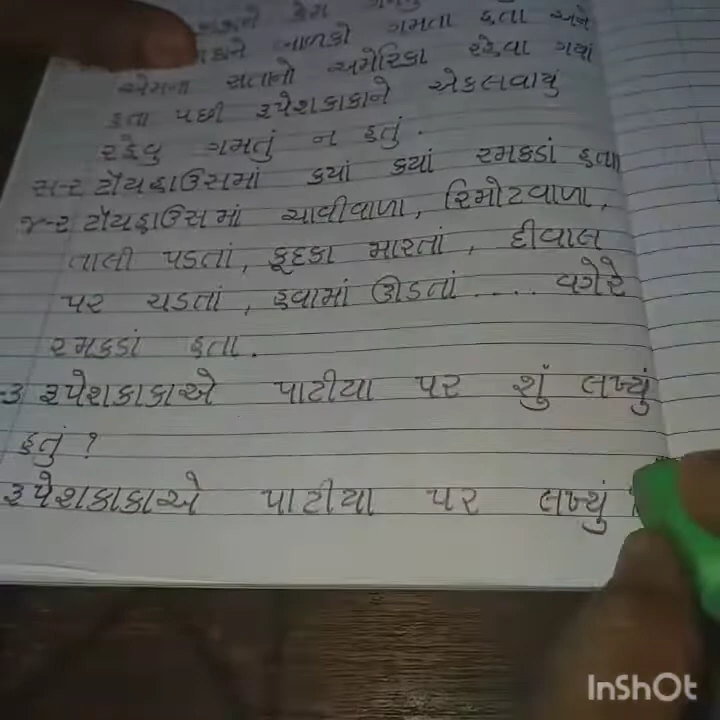 કાને બાળકો ગમતા હતા અને
એમના સંતાનો અમેરિકા રહેવા ગયાં
હતા પછી રૂપેશકાકાને એકલવાયું
રહેવુ ગમતું ન હતું.
સ-૨ ટૉયહાઉસમાં કયાં કયાં રમકડાં હતા
જ-૨ ટૉયહાઉસમાં ચાવીવાળા, રિમોટવાળા,
તાલી પડતાં, કૂદકા મારતાં, દીવાલ
પર ચડતાં, હવામાં ઊડતાં .... વગેરે
રમકડાં હતા.
-૩ રૂપેશકાકાએ પાટીયા પર શું લખ્યું
હતું ?
રૂપેશકાકાએ પાટીયા પર લખ્યું
InShOt